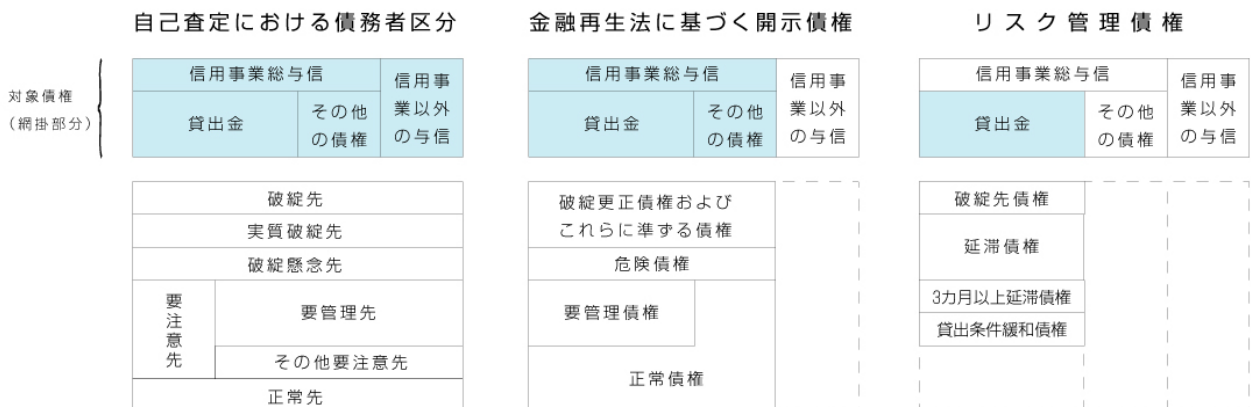 自己査定における債務者区分
金融再生法に基づく開示債権
リスク管理債権
対象債権
（網掛部分）
信用事業総与信
貸出金
その他
の債権
信用事
業以外
の与信
信用事業総与信
貸出金
その他
の債権
信用事
業以外
の与信
信用事業総与信
貸出金
その他
の債権
信用事
業以外
の与信
破綻先
実質破綻先
破綻懸念先
要注意先
要管理先
その他要注意先
正常先
破綻更正債権および
これらに準ずる債権
危険債権
要管理債権
正常債権
破綻先債権
延滞債権
3カ月以上延滞債権
貸出条件緩和債権